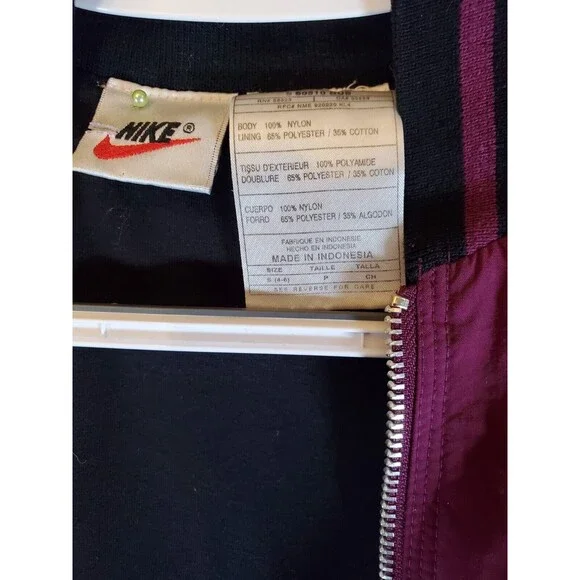 NIKE ®
BODY 100% NYLON
LINING 65% POLYESTER / 35% COTTON
TISSU D'EXTERIEUR 100% POLYAMIDE
DOUBLURE 65% POLYESTER / 35% COTON
CUERPO 100% NYLON
FORRO 65% POLYESTER / 35% ALGODON
FABRIQUE EN INDONESIE
HECHO EN INDONESIA
MADE IN INDONESIA
SIZE TAILLE TALLA
S (4-6) P CH
SEE REVERSE FOR CARE